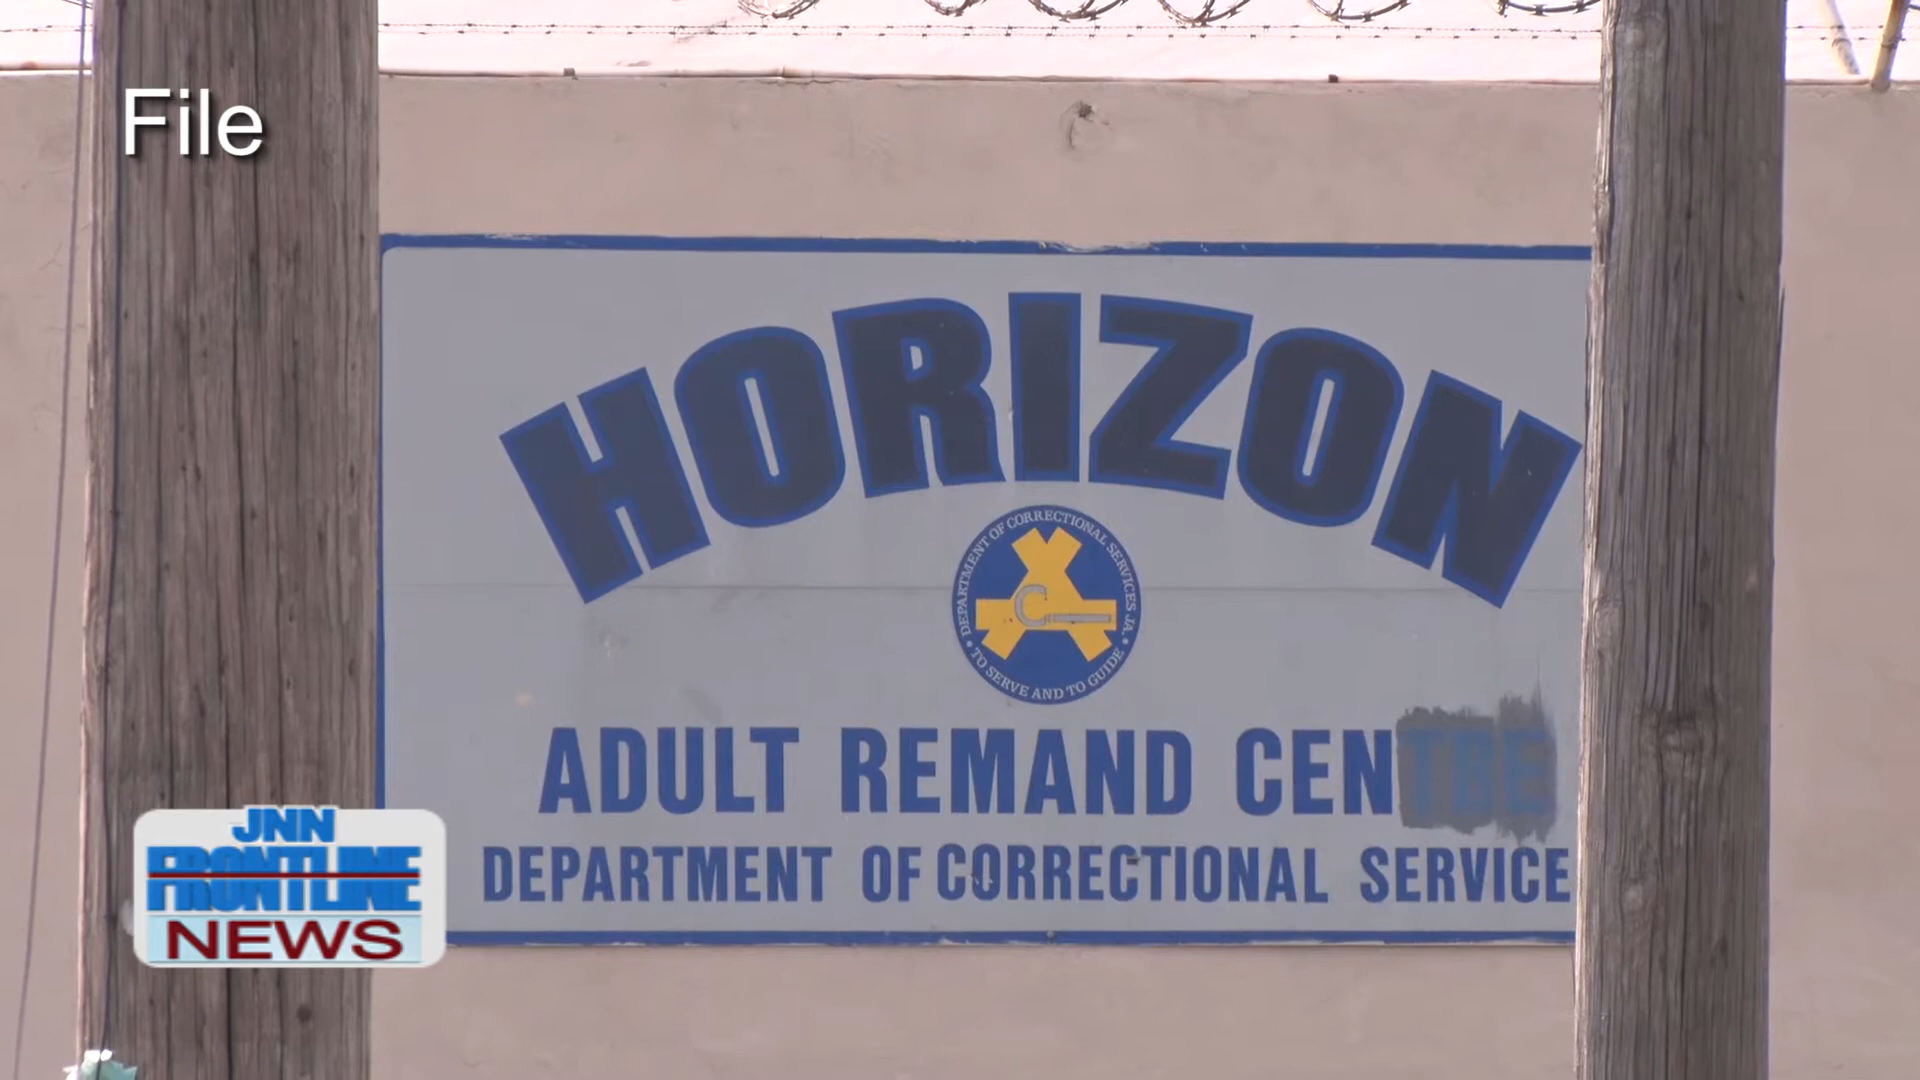 File
HORIZON
DEPARTMENT OF CORRECTIONAL SERVICES JA.
TO SERVE AND TO GUIDE
ADULT REMAND CENTRE
DEPARTMENT OF CORRECTIONAL SERVICE
JNN
FRONTLINE
NEWS